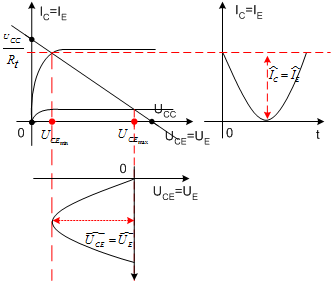 I_C=I_E
I_C=I_E
U_CC
R_t
Î_C = Î_E
U_CC
0
U_CEmin
U_CEmax
U_CE=U_E
0
t
0
U_CE=U_E
Û_CE = Û_E